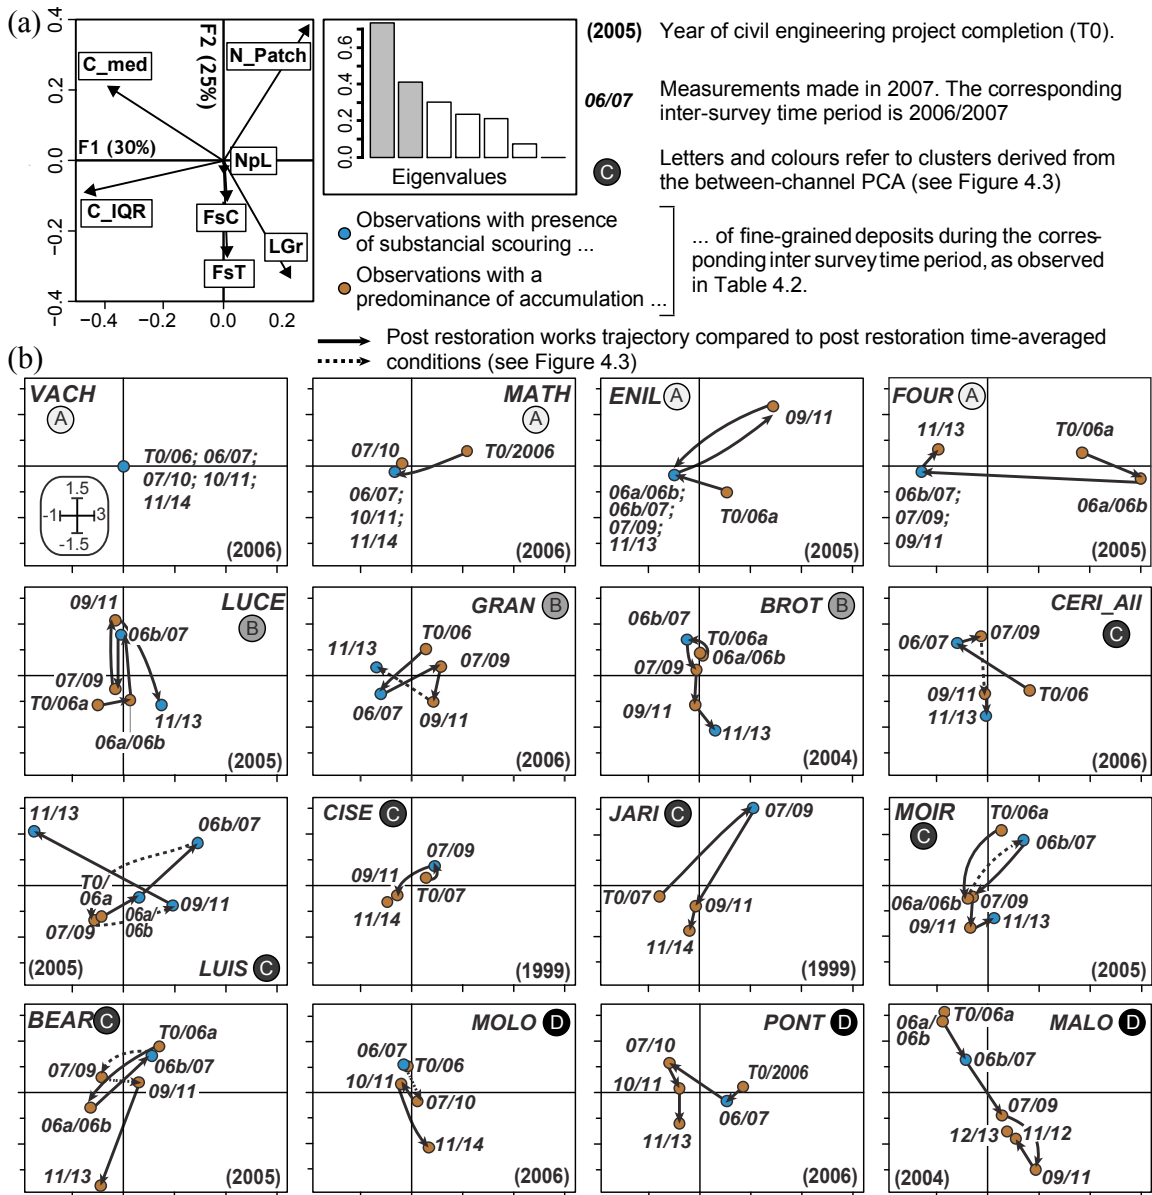 (a)
0.4
0.2
0.0
−0.2
−0.4
C_med
N_Patch
F2 (25%)
F1 (30%)
NpL
C_IQR
FsC
LGr
FsT
−0.4 −0.2 0.0 0.2
0.6
0.4
0.2
0.0
Eigenvalues
(2005) Year of civil engineering project completion (T0).
06/07 Measurements made in 2007. The corresponding
inter-survey time period is 2006/2007
C Letters and colours refer to clusters derived from
the between-channel PCA (see Figure 4.3)
Observations with presence
of substancial scouring ...
Observations with a
predominance of accumulation ...
... of fine-grained deposits during the corres-
ponding inter survey time period, as observed
in Table 4.2.
Post restoration works trajectory compared to post restoration time-averaged
conditions (see Figure 4.3)
(b)
VACH
A
T0/06; 06/07;
07/10; 10/11;
11/14
1.5
-1 3
-1.5
(2006)
MATH
A
07/10
T0/2006
06/07;
10/11;
11/14
(2006)
ENIL A
09/11
06a/06b;
06b/07;
07/09;
11/13
T0/06a
(2005)
FOUR A
11/13
T0/06a
06a/06b
06b/07;
07/09;
09/11
(2005)
LUCE
B
09/11
06b/07
07/09
T0/06a
06a/06b
11/13
(2005)
GRAN B
T0/06
11/13
07/09
06/07
09/11
(2006)
BROT B
06b/07
T0/06a
06a/06b
07/09
09/11
11/13
(2004)
CERI_All
C
06/07
07/09
09/11
T0/06
11/13
(2006)
11/13
06b/07
T0/
06a
06a/
06b
09/11
07/09
(2005)
LUIS C
CISE C
07/09
09/11
T0/07
11/14
(1999)
JARI C
07/09
T0/07
09/11
11/14
(1999)
MOIR
C
T0/06a
06b/07
06a/06b
07/09
09/11
11/13
(2005)
BEAR C
T0/06a
06b/07
07/09
09/11
06a/06b
11/13
(2005)
MOLO D
06/07
T0/06
10/11
07/10
11/14
(2006)
PONT D
07/10
T0/2006
10/11
06/07
11/13
(2006)
MALO D
T0/06a
06a/
06b
06b/07
07/09
12/13
11/12
09/11
(2004)